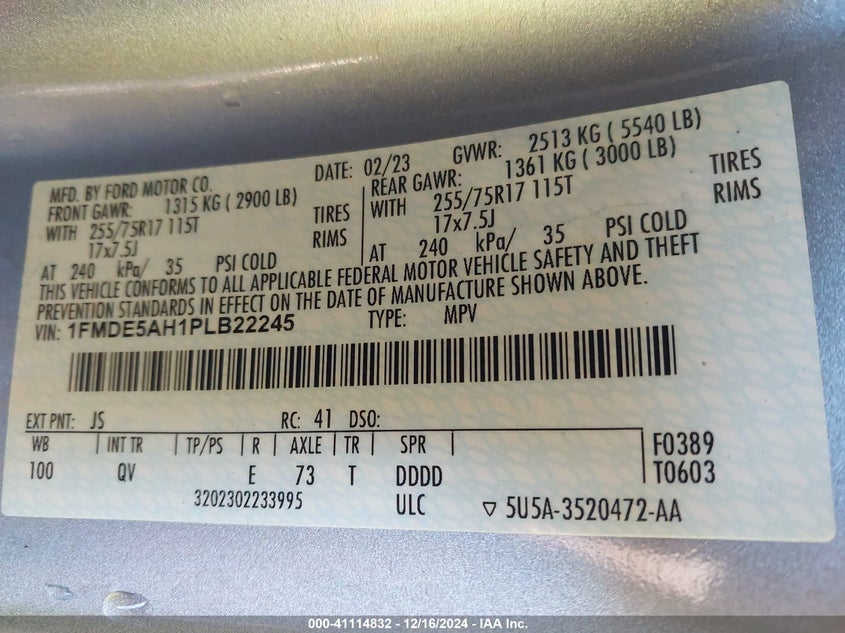 MFD. BY FORD MOTOR CO. DATE: 02/23 GVWR: 2513 KG ( 5540 LB)
FRONT GAWR: 1315 KG ( 2900 LB) REAR GAWR: 1361 KG ( 3000 LB)
WITH 255/75R17 115T TIRES WITH 255/75R17 115T TIRES
17x7.5J RIMS 17x7.5J RIMS
AT 240 kPa/ 35 PSI COLD AT 240 kPa/ 35 PSI COLD
THIS VEHICLE CONFORMS TO ALL APPLICABLE FEDERAL MOTOR VEHICLE SAFETY AND THEFT
PREVENTION STANDARDS IN EFFECT ON THE DATE OF MANUFACTURE SHOWN ABOVE.
VIN: 1FMDE5AH1PLB22245 TYPE: MPV
EXT PNT: JS RC: 41 DSO:
WB INT TR TP/PS R AXLE TR SPR F0389
100 QV E 73 T DDDD T0603
3202302233995 ULC ▽ 5U5A-3520472-AA
000-41114832 - 12/16/2024 - IAA Inc.